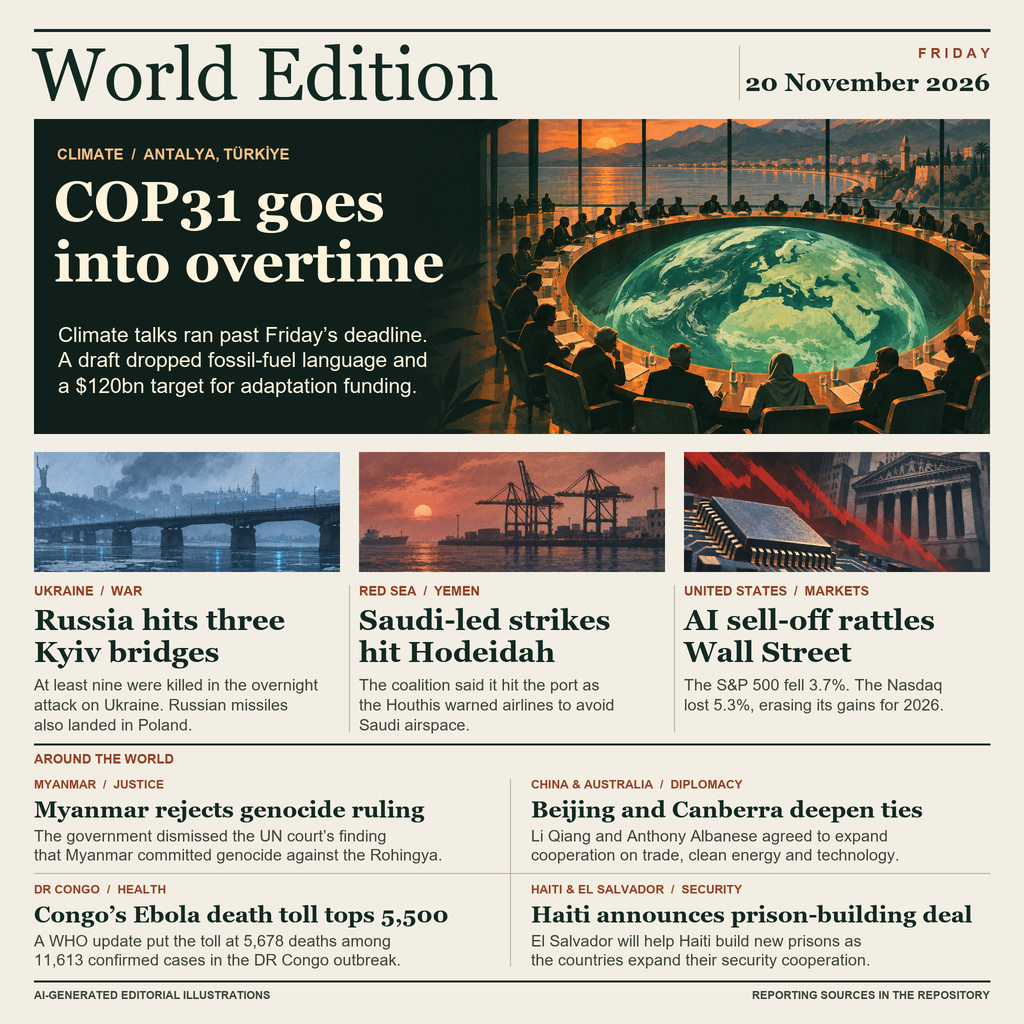 World Edition
FRIDAY
20 November 2026
CLIMATE / ANTALYA, TÜRKİYE
COP31 goes
into overtime
Climate talks ran past Friday’s deadline.
A draft dropped fossil-fuel language and
a $120bn target for adaptation funding.
UKRAINE / WAR
Russia hits three
Kyiv bridges
At least nine were killed in the overnight
attack on Ukraine. Russian missiles
also landed in Poland.
RED SEA / YEMEN
Saudi-led strikes
hit Hodeidah
The coalition said it hit the port as
the Houthis warned airlines to avoid
Saudi airspace.
UNITED STATES / MARKETS
AI sell-off rattles
Wall Street
The S&P 500 fell 3.7%. The Nasdaq
lost 5.3%, erasing its gains for 2026.
AROUND THE WORLD
MYANMAR / JUSTICE
Myanmar rejects genocide ruling
The government dismissed the UN court’s finding
that Myanmar committed genocide against the Rohingya.
CHINA & AUSTRALIA / DIPLOMACY
Beijing and Canberra deepen ties
Li Qiang and Anthony Albanese agreed to expand
cooperation on trade, clean energy and technology.
DR CONGO / HEALTH
Congo’s Ebola death toll tops 5,500
A WHO update put the toll at 5,678 deaths among
11,613 confirmed cases in the DR Congo outbreak.
HAITI & EL SALVADOR / SECURITY
Haiti announces prison-building deal
El Salvador will help Haiti build new prisons as
the countries expand their security cooperation.
AI-GENERATED EDITORIAL ILLUSTRATIONS
REPORTING SOURCES IN THE REPOSITORY